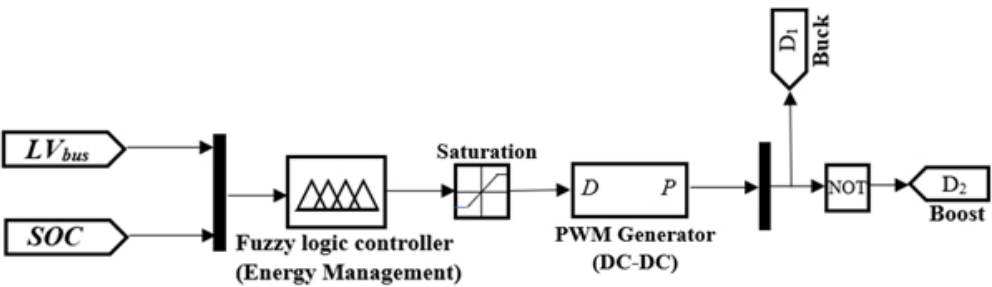 D1
Buck
LVbus
SOC
Fuzzy logic controller
(Energy Management)
Saturation
D P
PWM Generator
(DC-DC)
NOT
D2
Boost